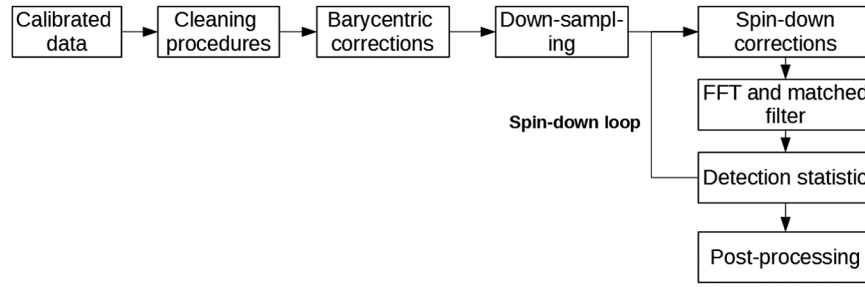 Calibrated
data
Cleaning
procedures
Barycentric
corrections
Down-sampl-
ing
Spin-down
corrections
FFT and matched
filter
Spin-down loop
Detection statistic
Post-processing